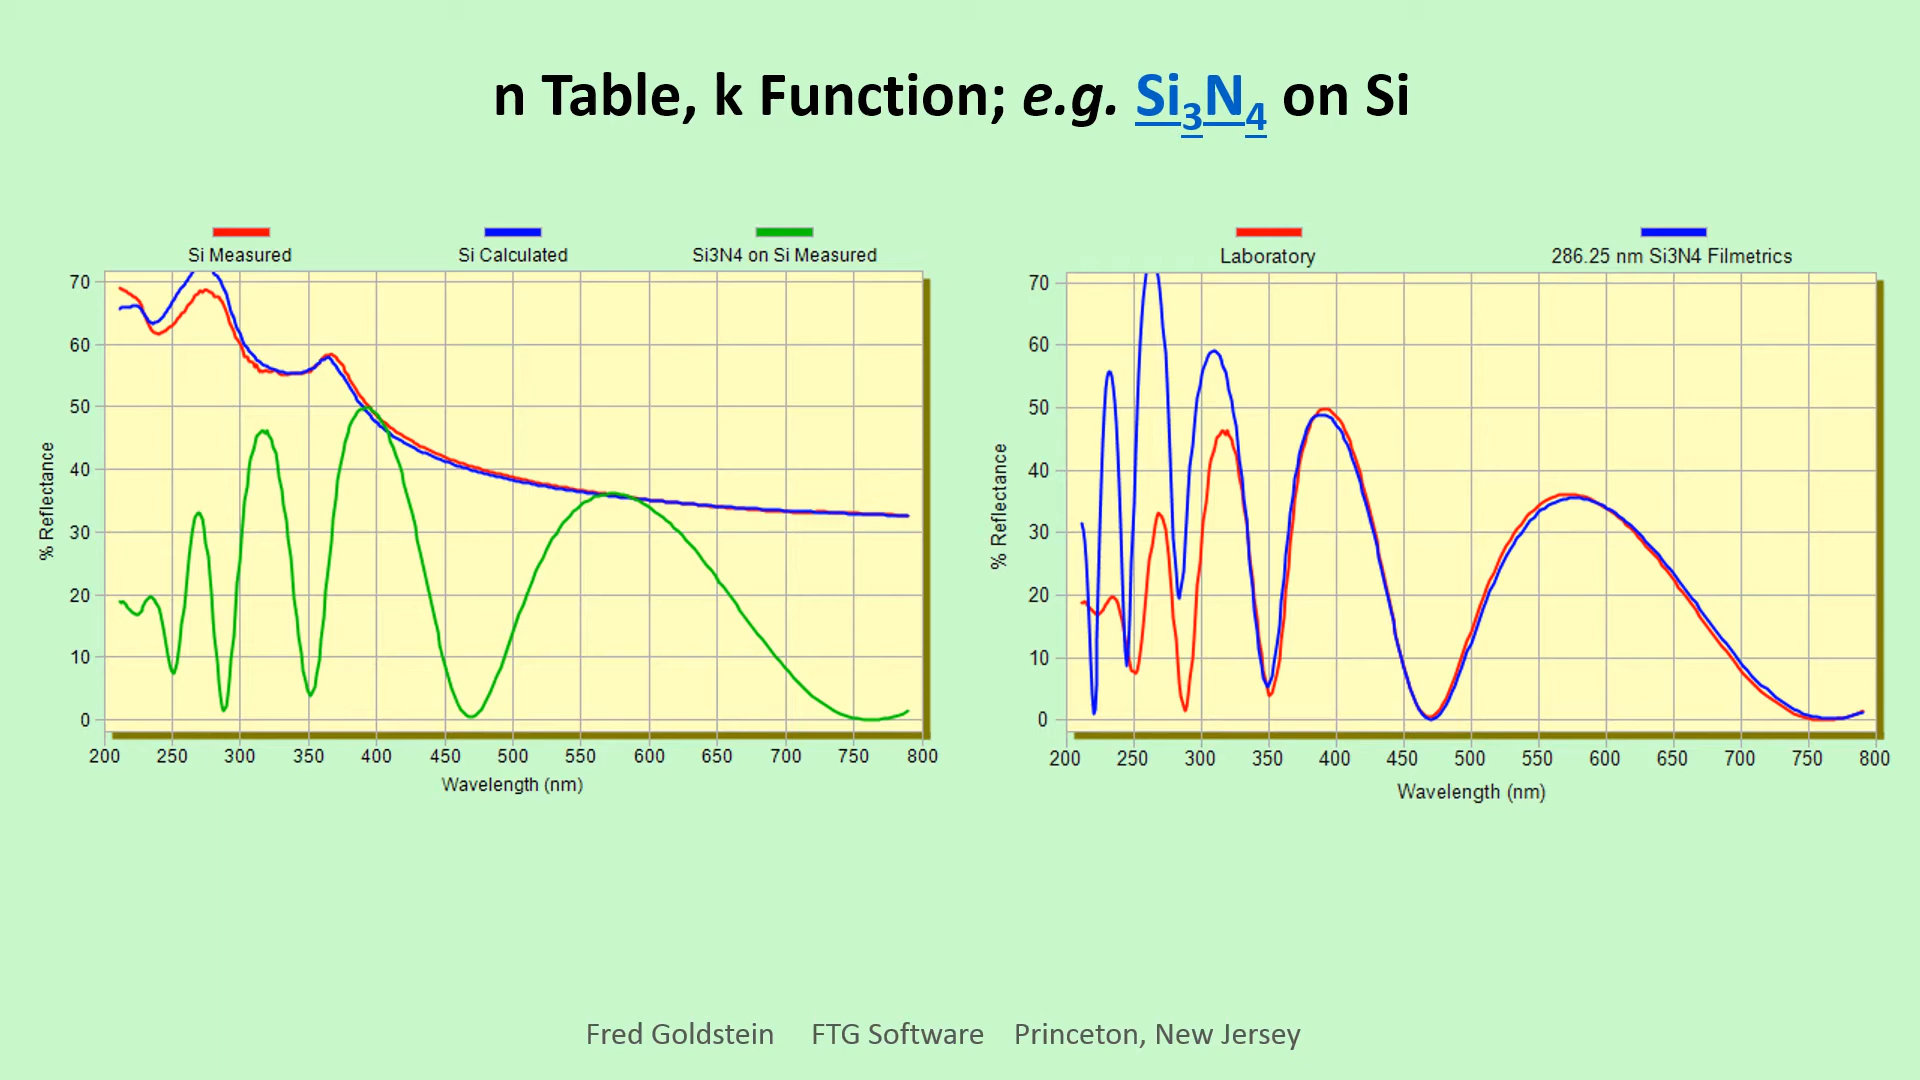 n Table, k Function; e.g. Si3N4 on Si
Si Measured
Si Calculated
Si3N4 on Si Measured
70
60
50
40
30
20
10
0
% Reflectance
200 250 300 350 400 450 500 550 600 650 700 750 800
Wavelength (nm)
Laboratory
286.25 nm Si3N4 Filmetrics
70
60
50
40
30
20
10
0
% Reflectance
200 250 300 350 400 450 500 550 600 650 700 750 800
Wavelength (nm)
Fred Goldstein FTG Software Princeton, New Jersey